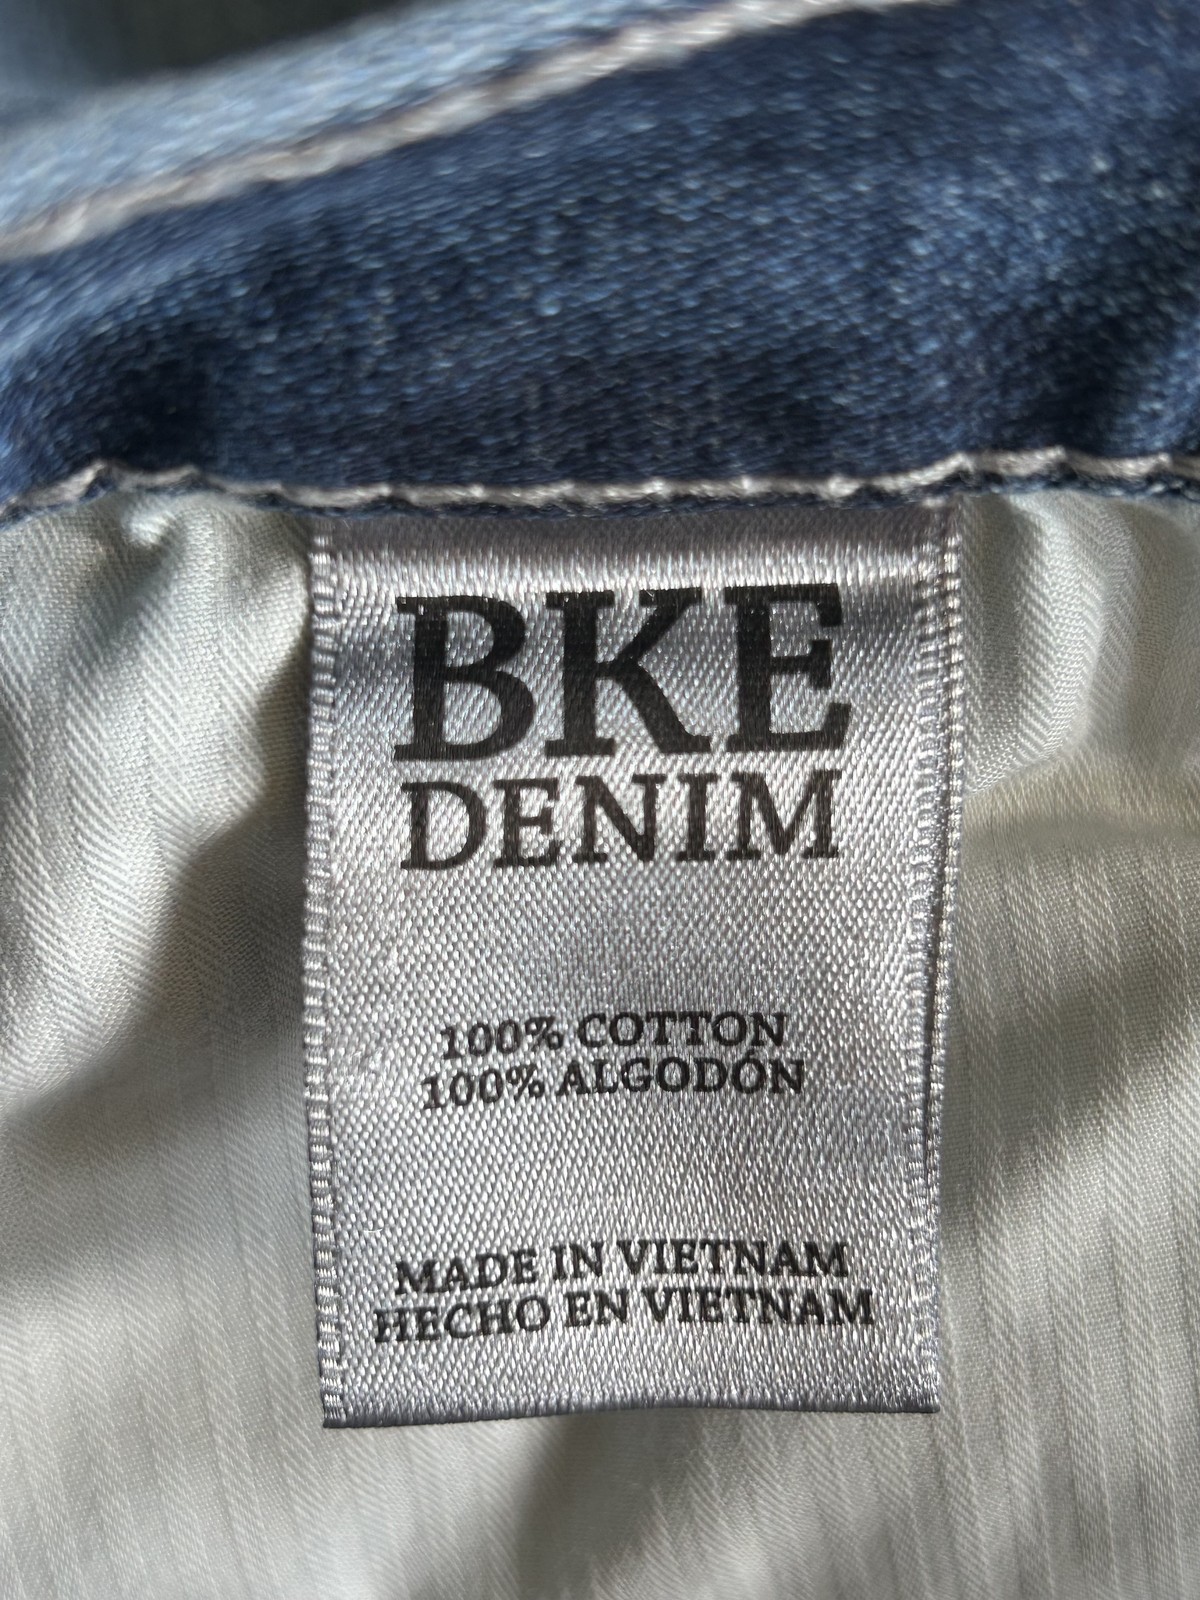 BKE
DENIM
100% COTTON
100% ALGODÓN
MADE IN VIETNAM
HECHO EN VIETNAM